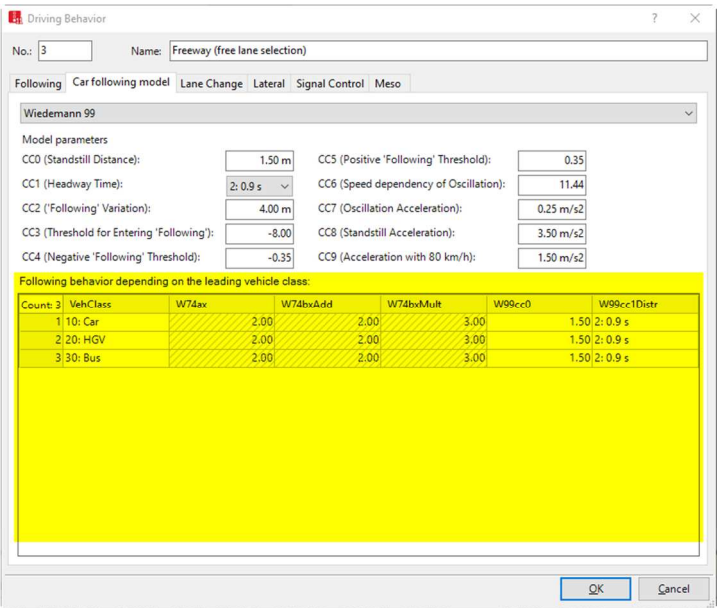 Driving Behavior ? ×
No.: 3 Name: Freeway (free lane selection)
Following Car following model Lane Change Lateral Signal Control Meso
Wiedemann 99
Model parameters
CC0 (Standstill Distance): 1.50 m CC5 (Positive 'Following' Threshold): 0.35
CC1 (Headway Time): 2: 0.9 s CC6 (Speed dependency of Oscillation): 11.44
CC2 ('Following' Variation): 4.00 m CC7 (Oscillation Acceleration): 0.25 m/s2
CC3 (Threshold for Entering 'Following'): -8.00 CC8 (Standstill Acceleration): 3.50 m/s2
CC4 (Negative 'Following' Threshold): -0.35 CC9 (Acceleration with 80 km/h): 1.50 m/s2
Following behavior depending on the leading vehicle class:
Count: 3 VehClass W74ax W74bxAdd W74bxMult W99cc0 W99cc1Distr
1 10: Car 2.00 2.00 3.00 1.50 2: 0.9 s
2 20: HGV 2.00 2.00 3.00 1.50 2: 0.9 s
3 30: Bus 2.00 2.00 3.00 1.50 2: 0.9 s
OK Cancel